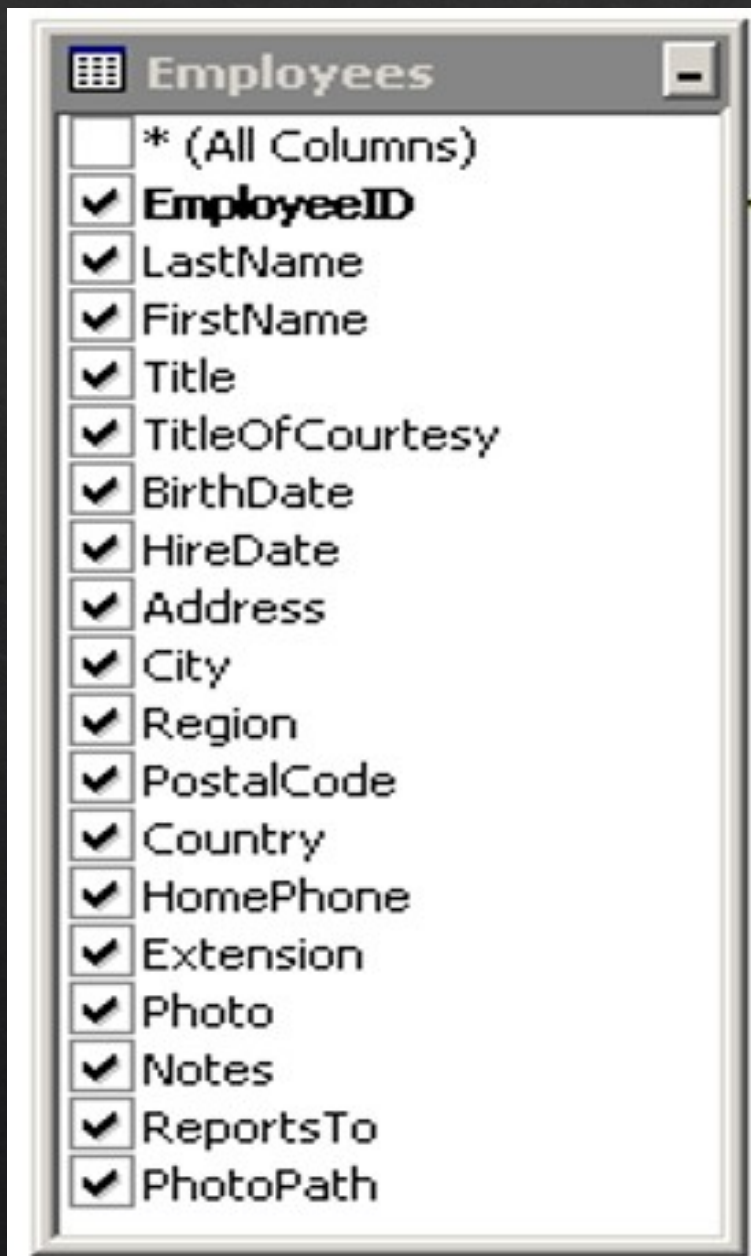 Employees
* (All Columns)
EmployeeID
LastName
FirstName
Title
TitleOfCourtesy
BirthDate
HireDate
Address
City
Region
PostalCode
Country
HomePhone
Extension
Photo
Notes
ReportsTo
PhotoPath